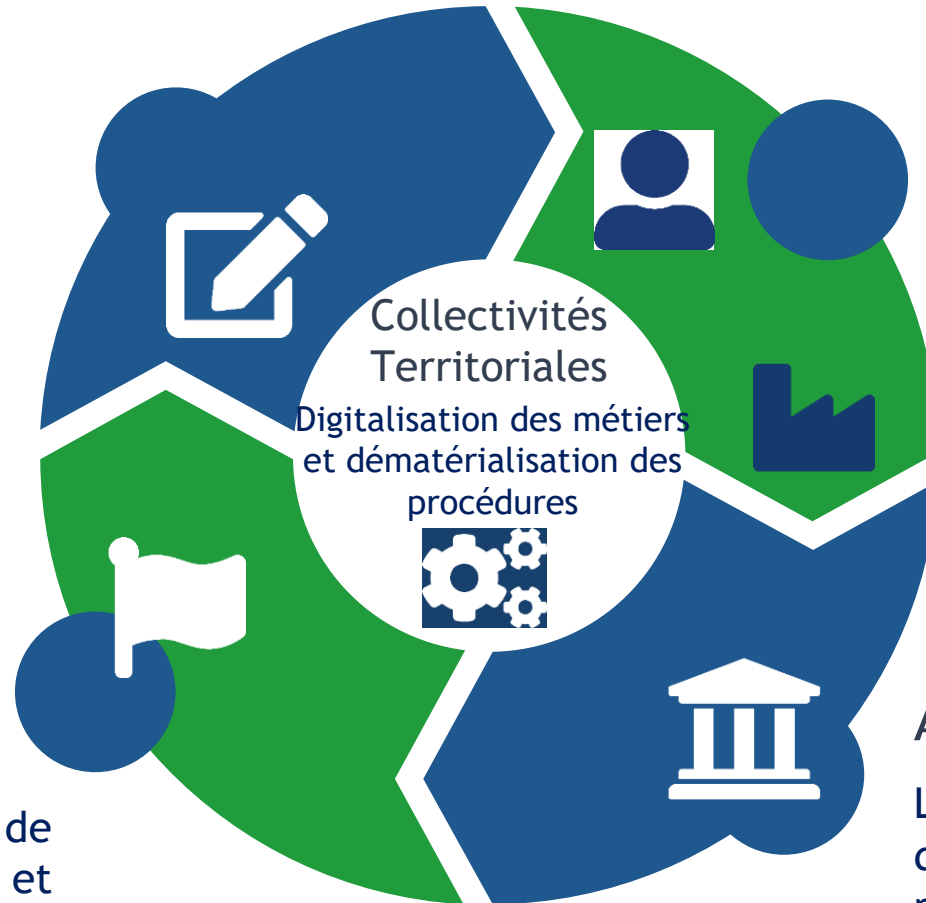 Collectivités
Territoriales
Digitalisation des métiers
et dématérialisation des
procédures
de
et